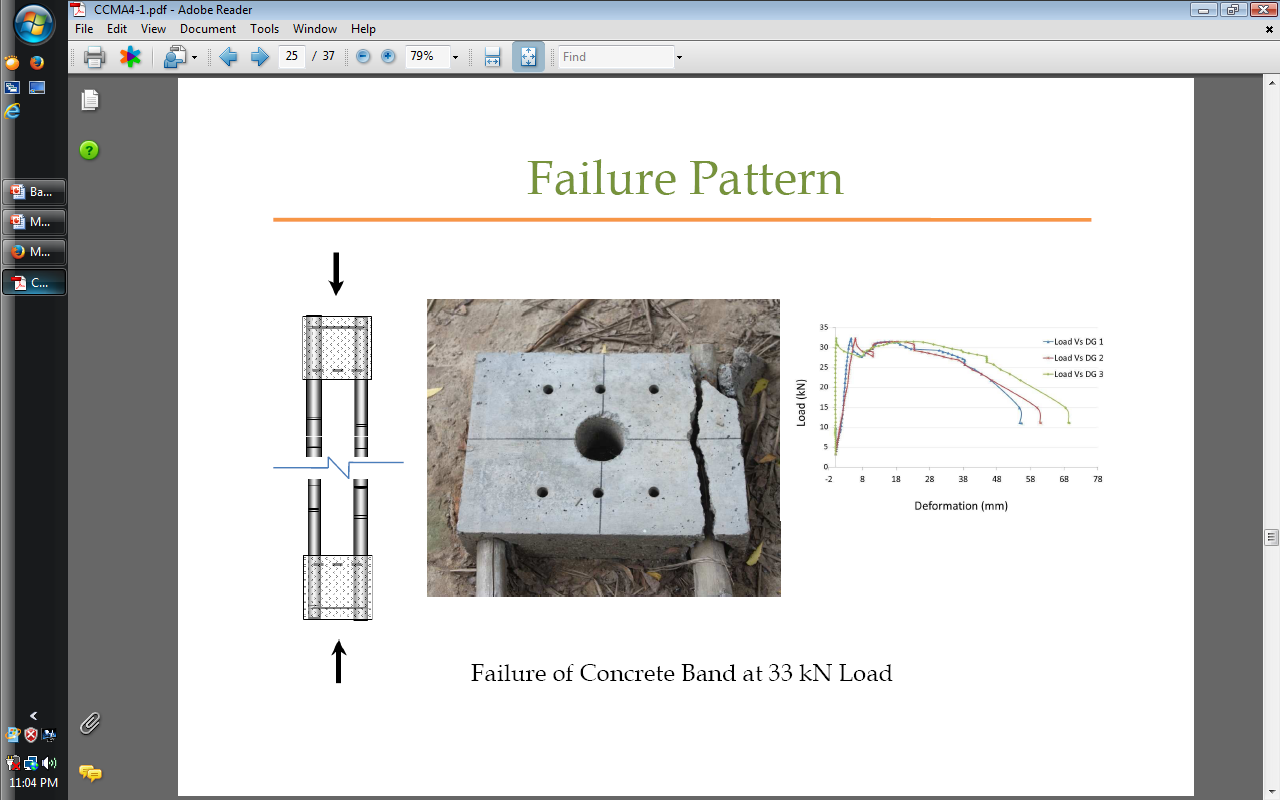 CCMA4-1.pdf - Adobe Reader
File Edit View Document Tools Window Help
25 / 37 79% Find
?
Ba...
M...
M...
C...
Failure Pattern
35
30
25
20
15
10
5
0
-2 8 18 28 38 48 58 68 78
Load (kN)
Deformation (mm)
Load Vs DG 1
Load Vs DG 2
Load Vs DG 3
Failure of Concrete Band at 33 kN Load
11:04 PM